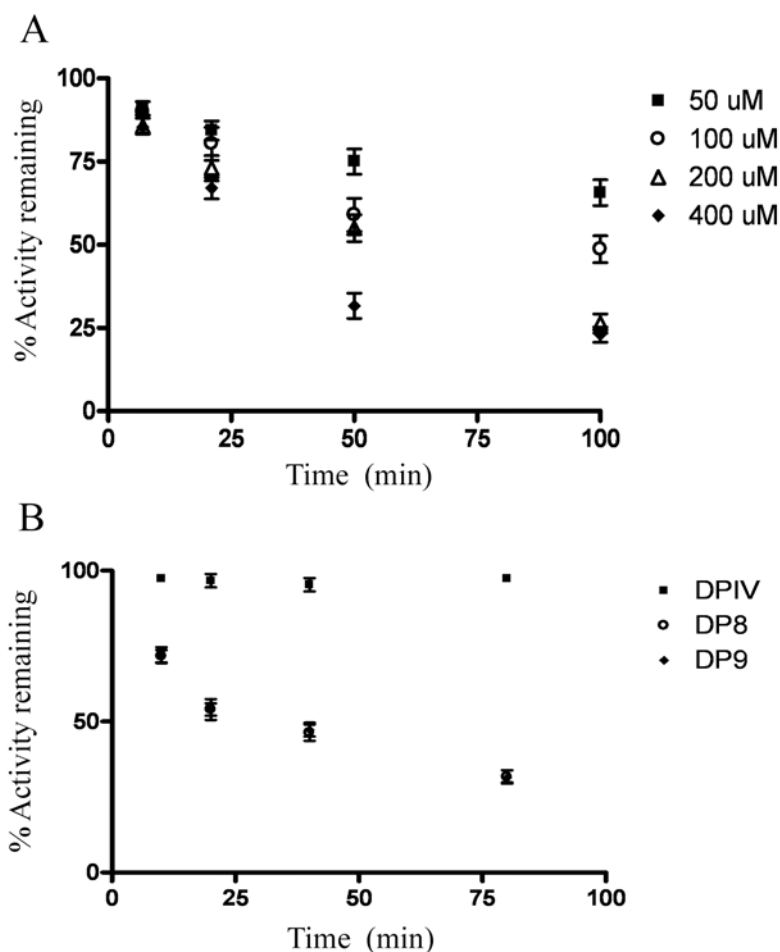 A
100
75
50
25
0
% Activity remaining
0 25 50 75 100
Time (min)
50 uM
100 uM
200 uM
400 uM
B
100
50
0
% Activity remaining
0 25 50 75 100
Time (min)
DPIV
DP8
DP9